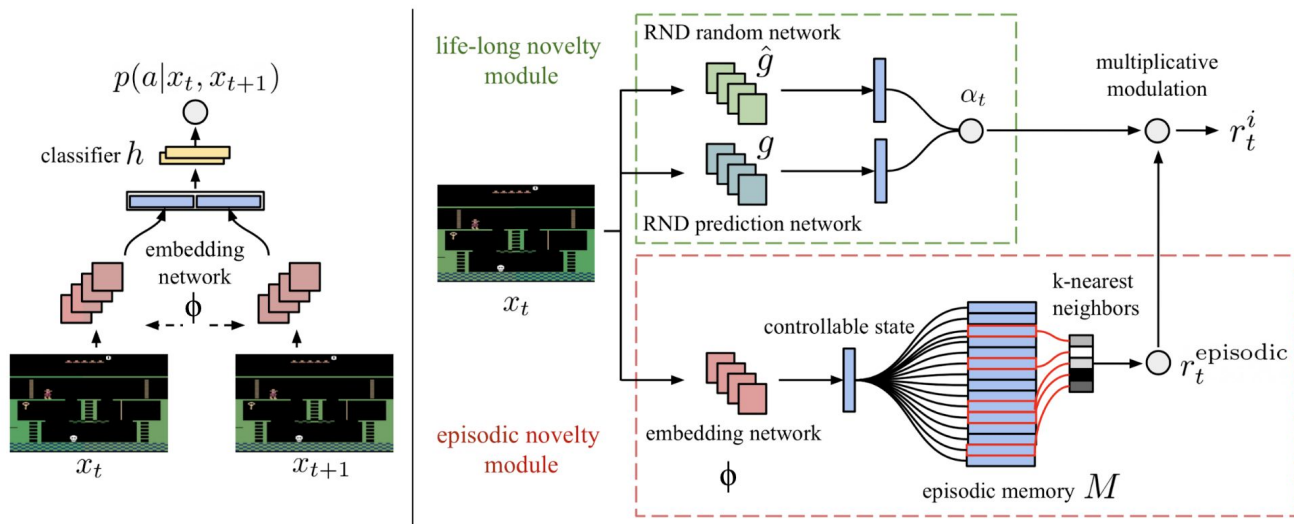 p(a|x_t, x_{t+1})
classifier h
embedding
network
ϕ
x_t
x_{t+1}
life-long novelty
module
RND random network
ĝ
g
RND prediction network
α_t
multiplicative
modulation
r_t^i
x_t
episodic novelty
module
embedding network
ϕ
controllable state
episodic memory M
k-nearest
neighbors
r_t^{episodic}